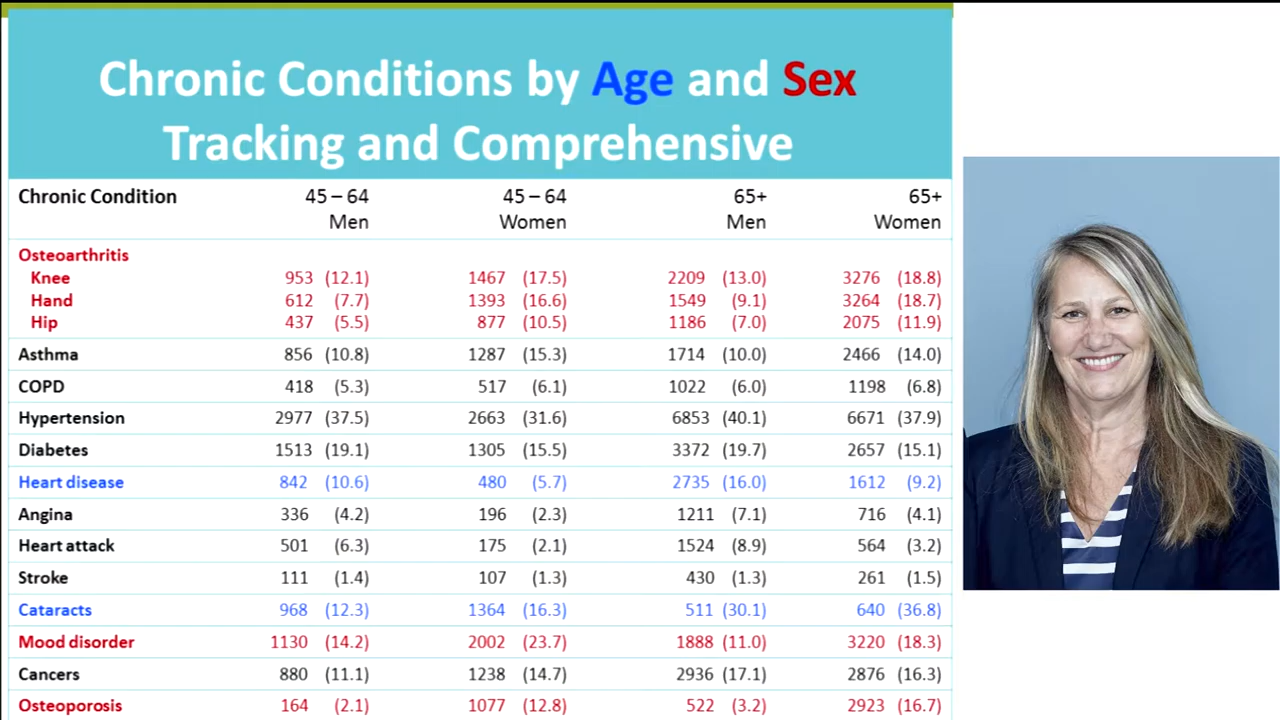 Chronic Conditions by Age and Sex
Tracking and Comprehensive
Chronic Condition 45 – 64 45 – 64 65+ 65+
Men Women Men Women
Osteoarthritis
Knee 953 (12.1) 1467 (17.5) 2209 (13.0) 3276 (18.8)
Hand 612 (7.7) 1393 (16.6) 1549 (9.1) 3264 (18.7)
Hip 437 (5.5) 877 (10.5) 1186 (7.0) 2075 (11.9)
Asthma 856 (10.8) 1287 (15.3) 1714 (10.0) 2466 (14.0)
COPD 418 (5.3) 517 (6.1) 1022 (6.0) 1198 (6.8)
Hypertension 2977 (37.5) 2663 (31.6) 6853 (40.1) 6671 (37.9)
Diabetes 1513 (19.1) 1305 (15.5) 3372 (19.7) 2657 (15.1)
Heart disease 842 (10.6) 480 (5.7) 2735 (16.0) 1612 (9.2)
Angina 336 (4.2) 196 (2.3) 1211 (7.1) 716 (4.1)
Heart attack 501 (6.3) 175 (2.1) 1524 (8.9) 564 (3.2)
Stroke 111 (1.4) 107 (1.3) 430 (1.3) 261 (1.5)
Cataracts 968 (12.3) 1364 (16.3) 511 (30.1) 640 (36.8)
Mood disorder 1130 (14.2) 2002 (23.7) 1888 (11.0) 3220 (18.3)
Cancers 880 (11.1) 1238 (14.7) 2936 (17.1) 2876 (16.3)
Osteoporosis 164 (2.1) 1077 (12.8) 522 (3.2) 2923 (16.7)